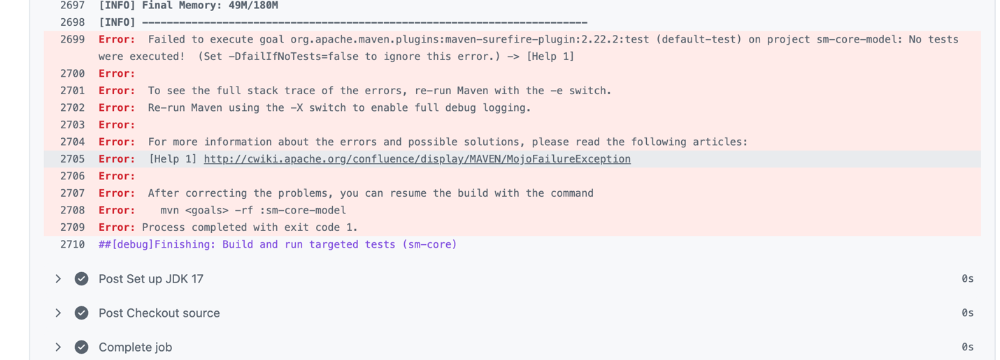 2697 [INFO] Final Memory: 49M/180M
2698 [INFO] ------------------------------------------------------------------------
2699 Error:  Failed to execute goal org.apache.maven.plugins:maven-surefire-plugin:2.22.2:test (default-test) on project sm-core-model: No tests
were executed!  (Set -DfailIfNoTests=false to ignore this error.) -> [Help 1]
2700 Error:
2701 Error:  To see the full stack trace of the errors, re-run Maven with the -e switch.
2702 Error:  Re-run Maven using the -X switch to enable full debug logging.
2703 Error:
2704 Error:  For more information about the errors and possible solutions, please read the following articles:
2705 Error:  [Help 1] http://cwiki.apache.org/confluence/display/MAVEN/MojoFailureException
2706 Error:
2707 Error:  After correcting the problems, you can resume the build with the command
2708 Error:    mvn <goals> -rf :sm-core-model
2709 Error: Process completed with exit code 1.
2710 ##[debug]Finishing: Build and run targeted tests (sm-core)
Post Set up JDK 17 0s
Post Checkout source 0s
Complete job 0s